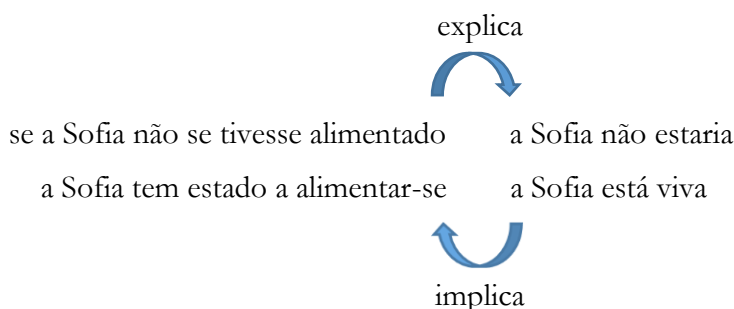 explica
se a Sofia não se tivesse alimentado a Sofia não estaria
a Sofia tem estado a alimentar-se a Sofia está viva
implica